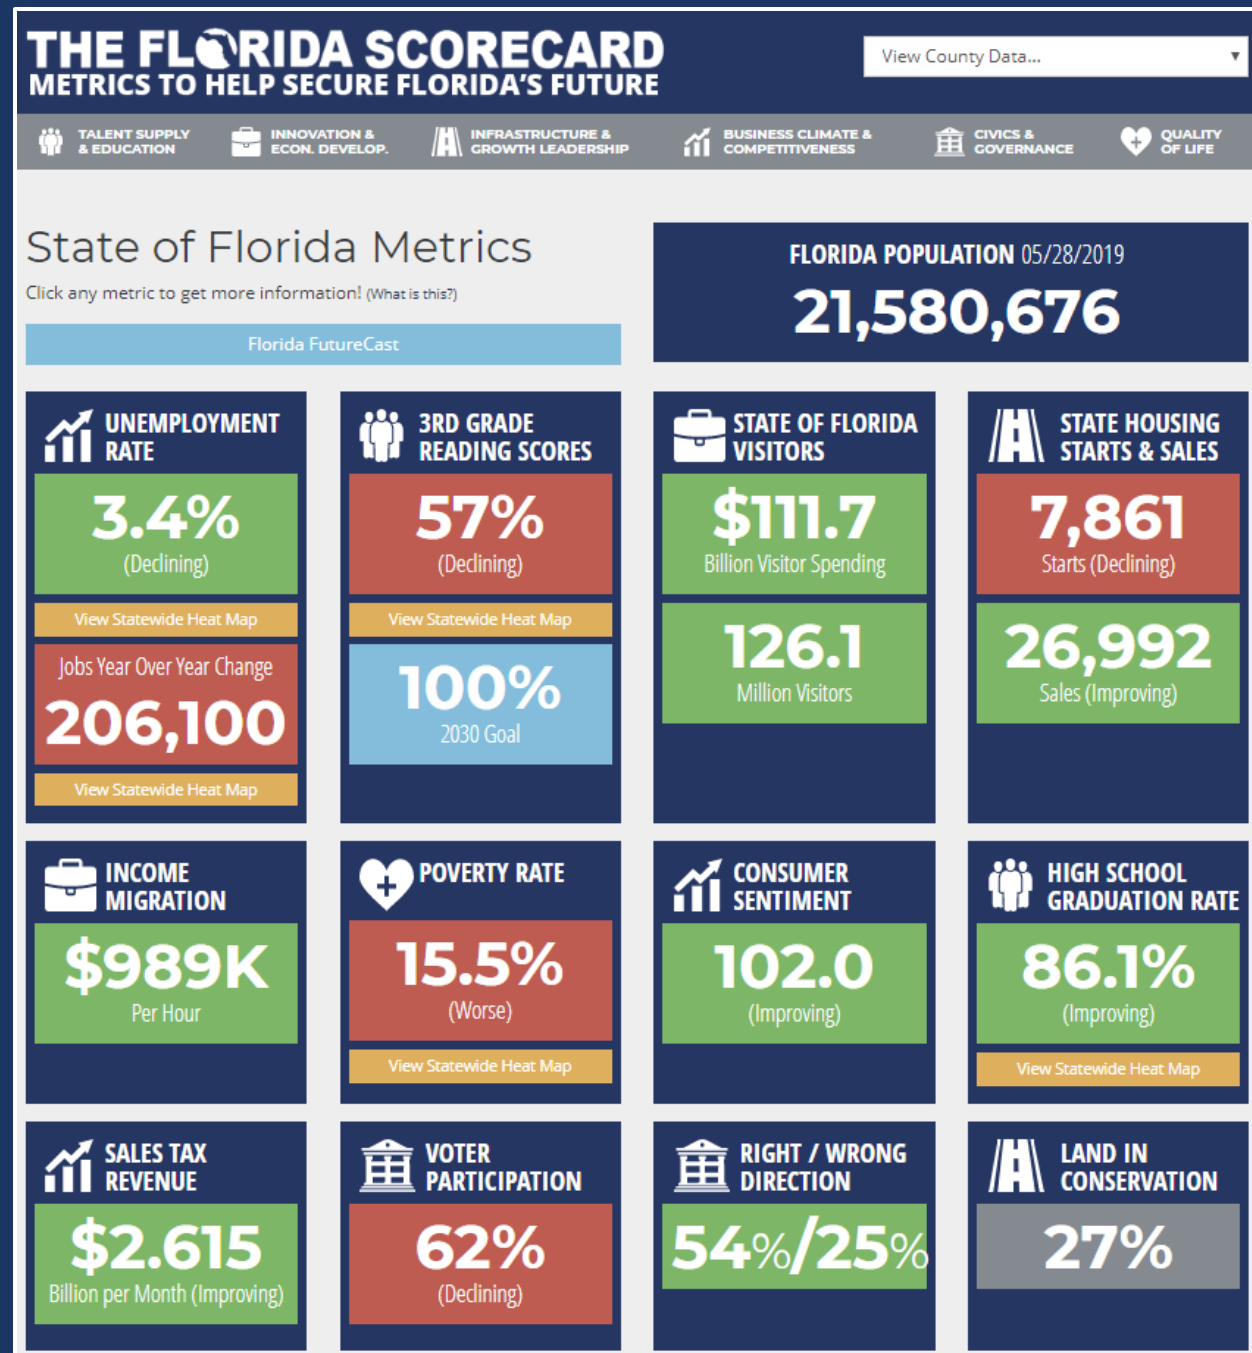 THE FLORIDA SCORECARD
METRICS TO HELP SECURE FLORIDA'S FUTURE
View County Data...
TALENT SUPPLY
& EDUCATION
INNOVATION &
ECON. DEVELOP.
INFRASTRUCTURE &
GROWTH LEADERSHIP
BUSINESS CLIMATE &
COMPETITIVENESS
CIVICS &
GOVERNANCE
QUALITY
OF LIFE
State of Florida Metrics
Click any metric to get more information! (What is this?)
Florida FutureCast
FLORIDA POPULATION 05/28/2019
21,580,676
UNEMPLOYMENT
RATE
3.4%
(Declining)
View Statewide Heat Map
Jobs Year Over Year Change
206,100
View Statewide Heat Map
3RD GRADE
READING SCORES
57%
(Declining)
View Statewide Heat Map
100%
2030 Goal
STATE OF FLORIDA
VISITORS
$111.7
Billion Visitor Spending
126.1
Million Visitors
STATE HOUSING
STARTS & SALES
7,861
Starts (Declining)
26,992
Sales (Improving)
INCOME
MIGRATION
$989K
Per Hour
POVERTY RATE
15.5%
(Worse)
View Statewide Heat Map
CONSUMER
SENTIMENT
102.0
(Improving)
HIGH SCHOOL
GRADUATION RATE
86.1%
(Improving)
View Statewide Heat Map
SALES TAX
REVENUE
$2.615
Billion per Month (Improving)
VOTER
PARTICIPATION
62%
(Declining)
RIGHT / WRONG
DIRECTION
54%/25%
LAND IN
CONSERVATION
27%